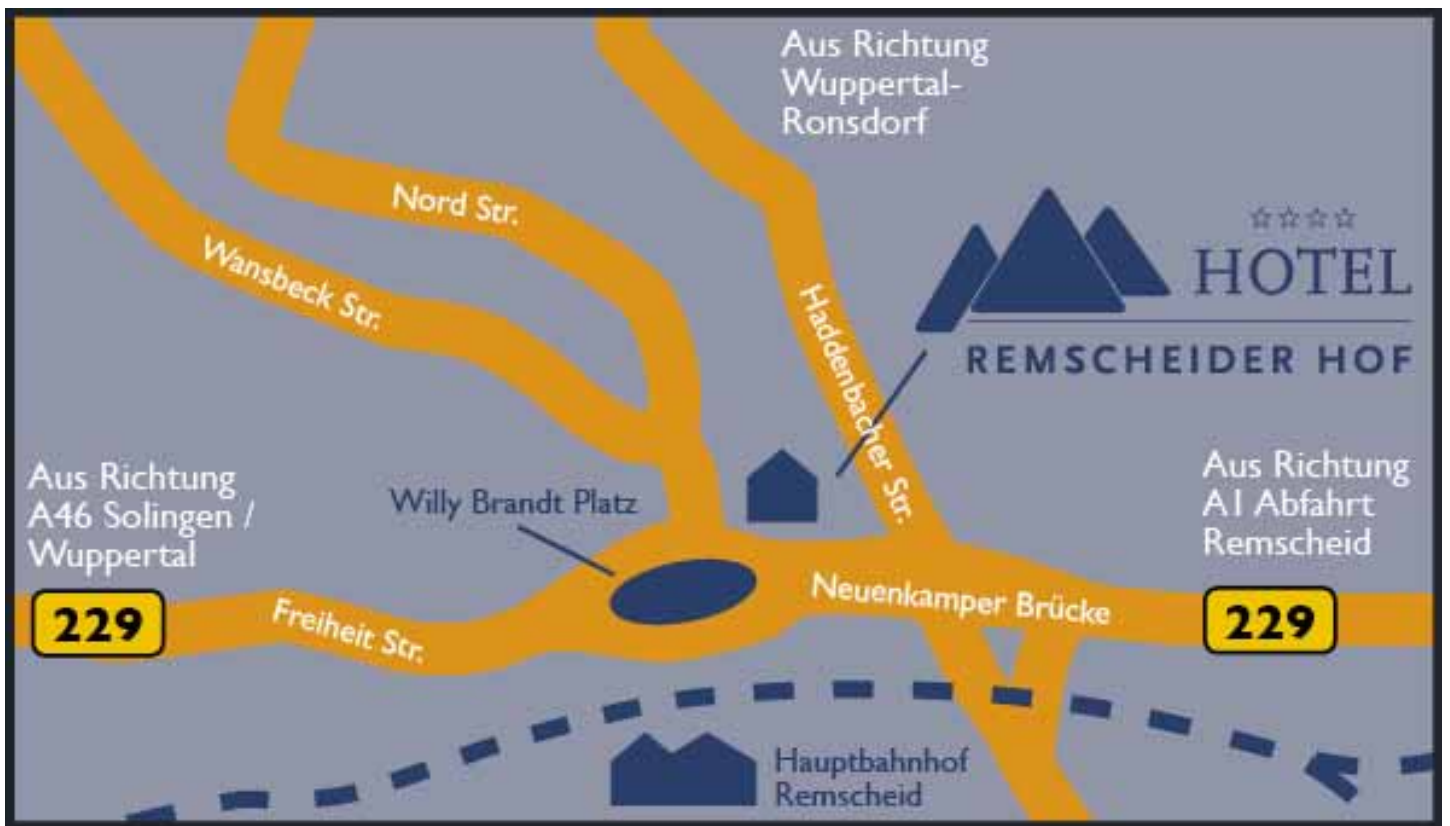 Aus Richtung
Wuppertal-
Ronsdorf
Nord Str.
Wansbeck Str.
Haddenbacher Str.
☆☆☆☆
HOTEL
REMSCHEIDER HOF
Aus Richtung
A46 Solingen /
Wuppertal
229
Willy Brandt Platz
Freiheit Str.
Neuenkamper Brücke
Aus Richtung
A1 Abfahrt
Remscheid
229
Hauptbahnhof
Remscheid